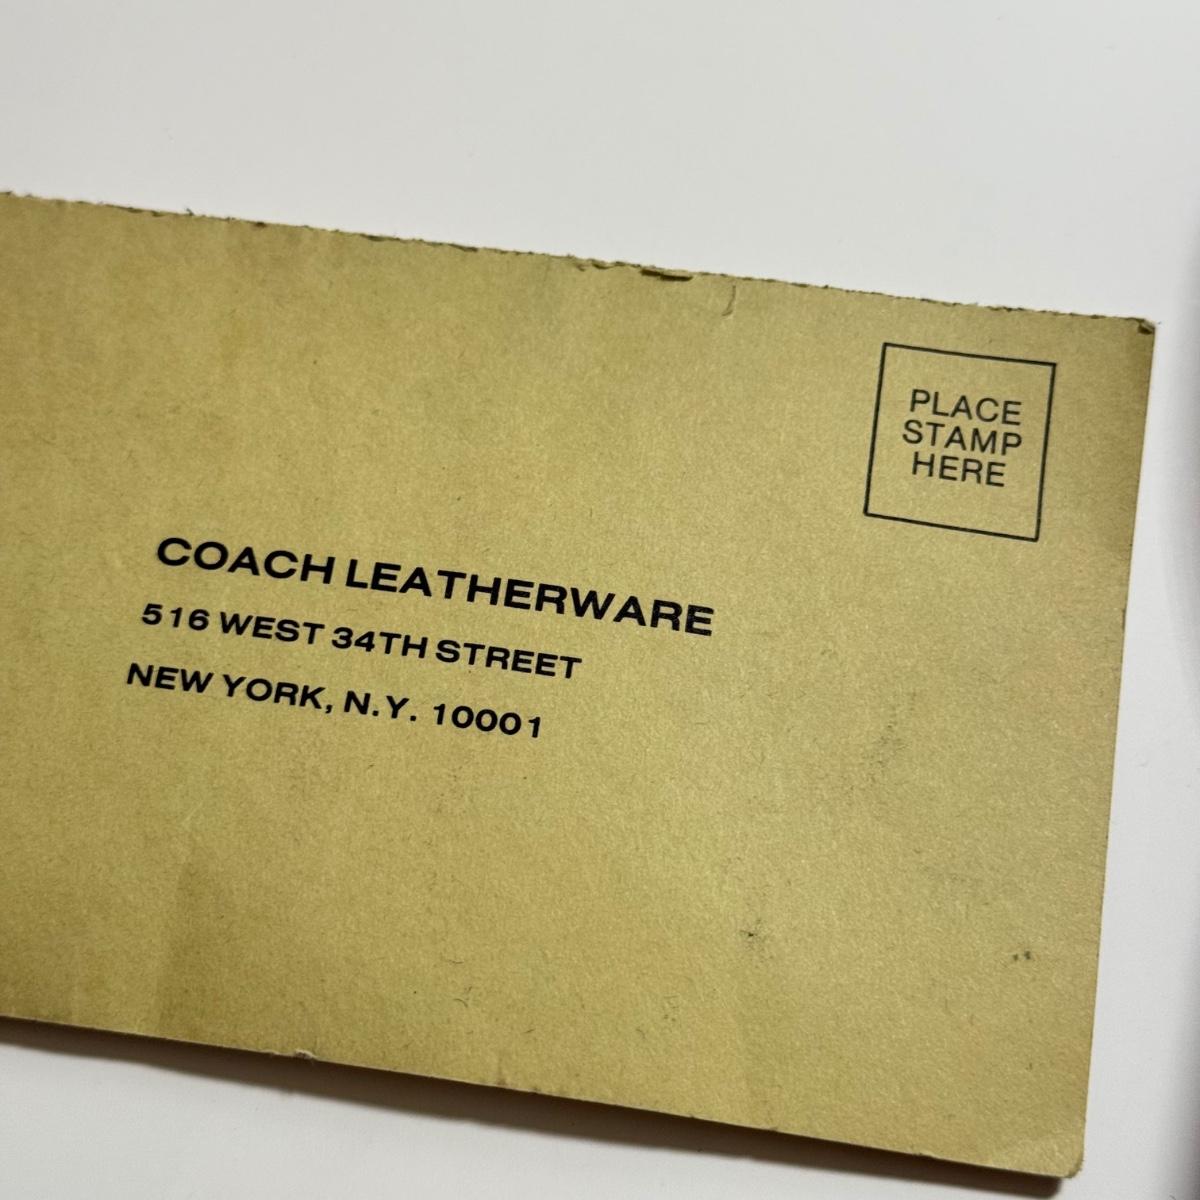 PLACE
STAMP
HERE
COACH LEATHERWARE
516 WEST 34TH STREET
NEW YORK, N.Y. 10001